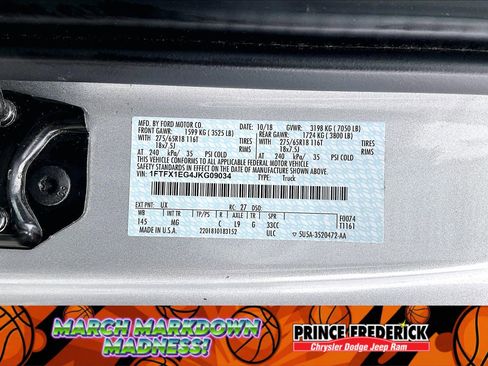 MFD. BY FORD MOTOR CO.
10/18 GVWR: 3198 KG (7050 LB)
FRONT GAWR: 1599 KG (3525 LB)
REAR GAWR: 1724 KG (3800 LB)
275/65R18 116T
275/65R18 116T
18x7.5J
18x7.5J
AT 240 kPa/ 35 PSI COLD
AT 240 kPa/ 35 PSI COLD
THIS VEHICLE CONFORMS TO ALL APPLICABLE FEDERAL MOTOR VEHICLE
SAFETY STANDARDS IN EFFECT ON THE DATE OF MANUFACTURE SHOWN ABOVE.
VIN: 1FTFX1EG4JKG09034
TYPE: Truck
EXT PNT: UX RC: 27 DSO:
WB INT TR TP/PS R AXLE TR SPR
F0074
145 MG C L9 G 33CC
T1161
MADE IN U.S.A. 2201810183152 ULC
5U5A-3520472-AA
MARCH MARKDOWN
MADNESS!
PRINCE FREDERICK
Chrysler Dodge Jeep Ram